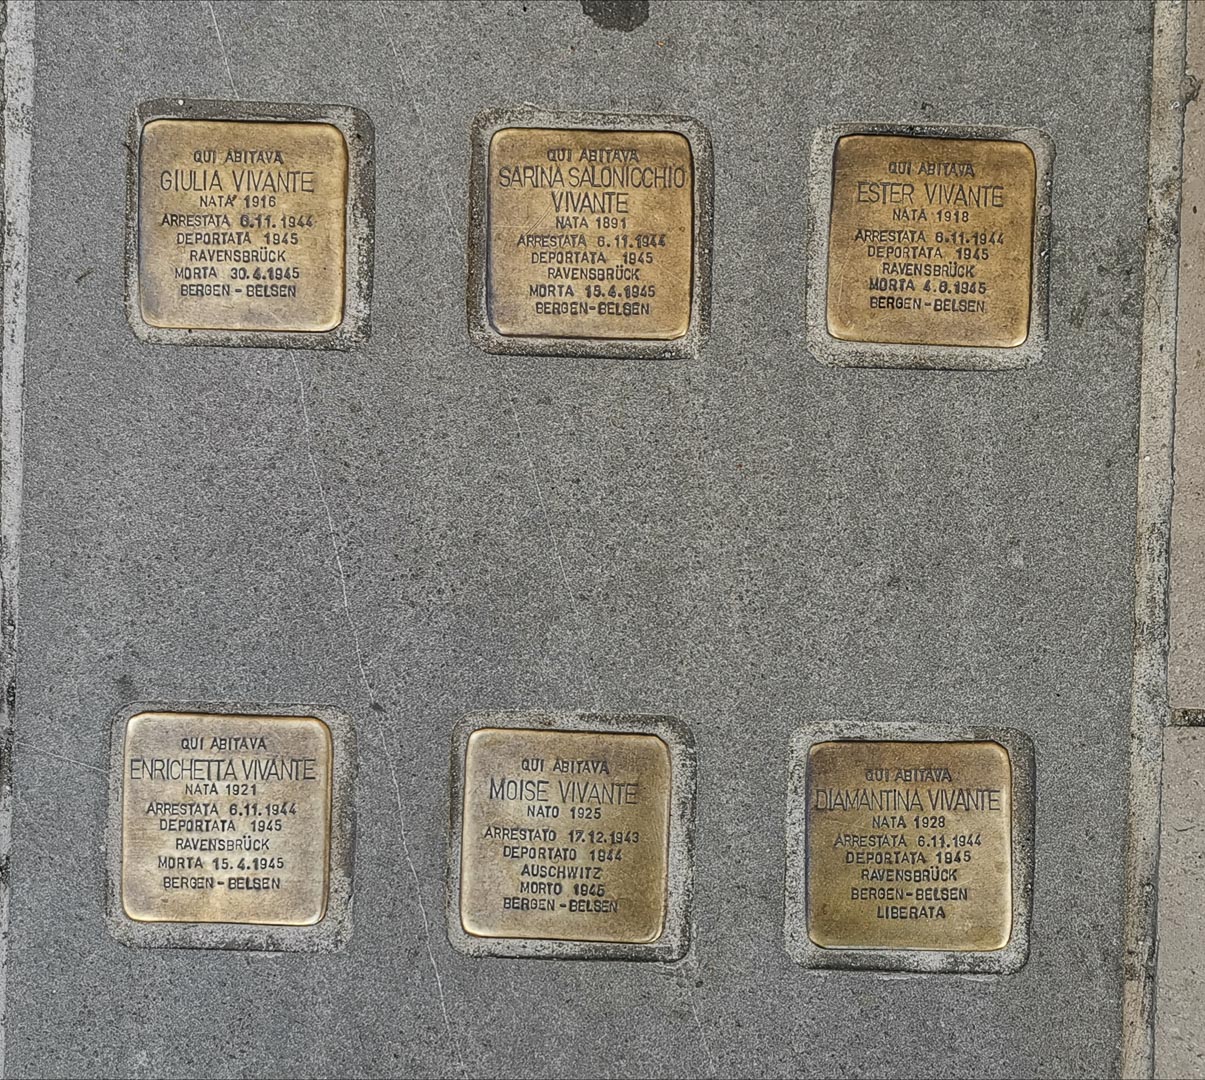 QUI ABITAVA
GIULIA VIVANTE
NATA 1916
ARRESTATA 6.11.1944
DEPORTATA 1945
RAVENSBRÜCK
MORTA 30.4.1945
BERGEN-BELSEN
QUI ABITAVA
SARINA SALONICCHIO
VIVANTE
NATA 1891
ARRESTATA 6.11.1944
DEPORTATA 1945
RAVENSBRÜCK
MORTA 15.4.1945
BERGEN-BELSEN
QUI ABITAVA
ESTER VIVANTE
NATA 1918
ARRESTATA 6.11.1944
DEPORTATA 1945
RAVENSBRÜCK
MORTA 4.6.1945
BERGEN-BELSEN
QUI ABITAVA
ENRICHETTA VIVANTE
NATA 1921
ARRESTATA 6.11.1944
DEPORTATA 1945
RAVENSBRÜCK
MORTA 15.4.1945
BERGEN-BELSEN
QUI ABITAVA
MOISE VIVANTE
NATO 1925
ARRESTATO 17.12.1943
DEPORTATO 1944
AUSCHWITZ
MORTO 1945
BERGEN-BELSEN
QUI ABITAVA
DIAMANTINA VIVANTE
NATA 1928
ARRESTATA 6.11.1944
DEPORTATA 1945
RAVENSBRÜCK
BERGEN-BELSEN
LIBERATA